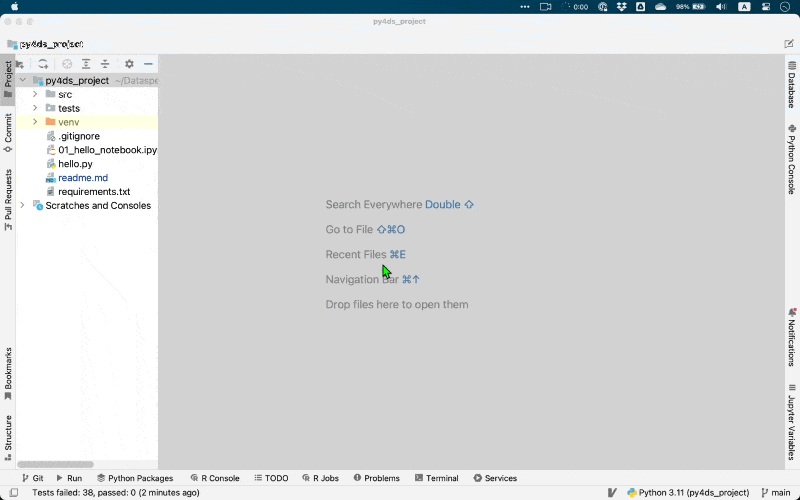 0:00
98%
A
py4ds_project
Project
Commit
Pull Requests
Bookmarks
Structure
py4ds_project ~/Dataspe
src
tests
venv
.gitignore
01_hello_notebook.ipy
hello.py
readme.md
requirements.txt
Scratches and Consoles
Search Everywhere Double ⇧
Go to File ⇧⌘O
Recent Files ⌘E
Navigation Bar ⌘↑
Drop files here to open them
Database
Python Console
Notifications
Jupyter Variables
Git Run Python Packages R Console TODO R Jobs Problems Terminal Services
Tests failed: 38, passed: 0 (2 minutes ago) Python 3.11 (py4ds_project) main